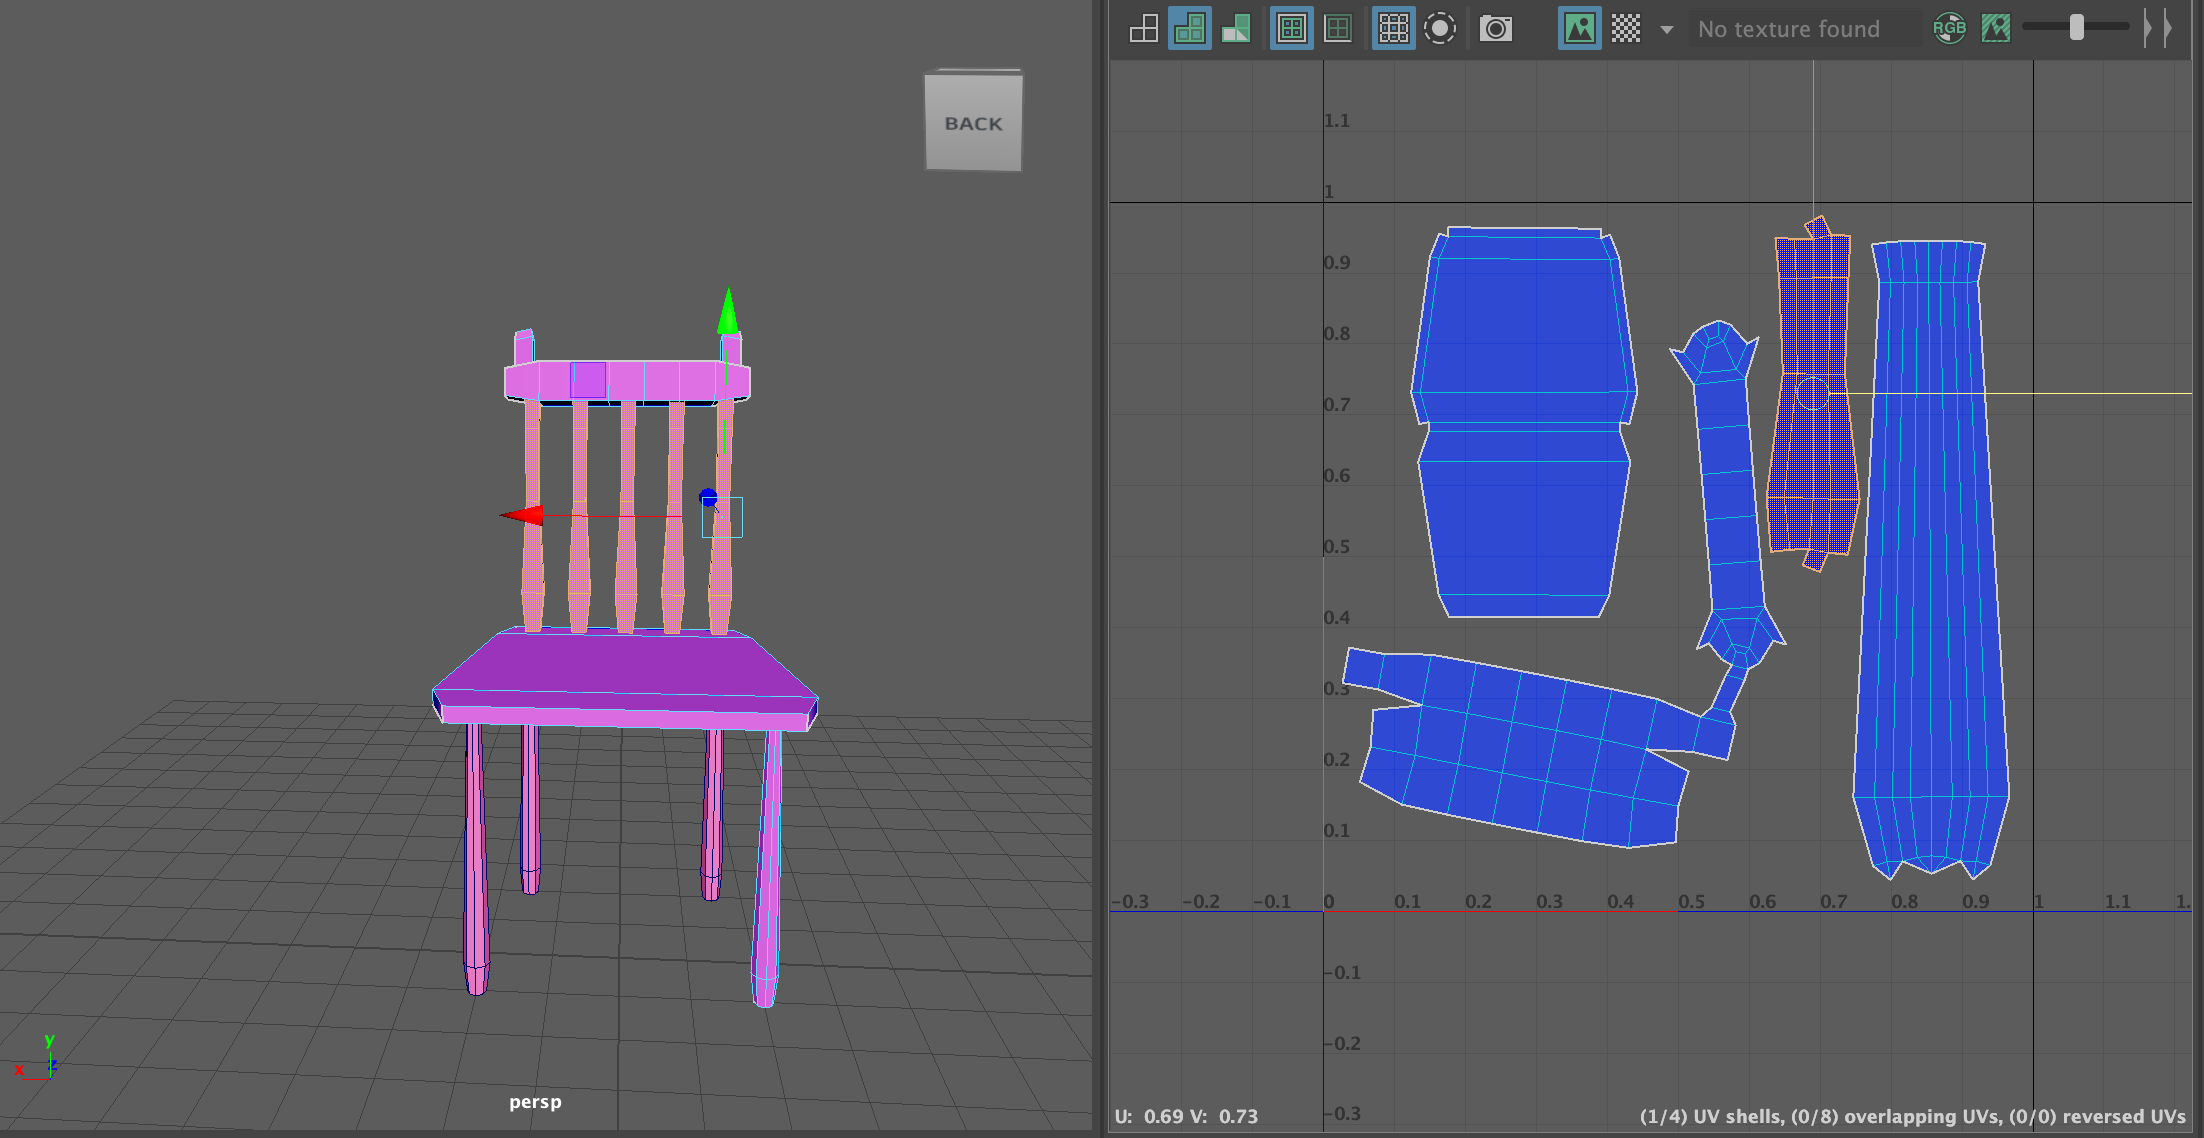 BACK
y
x
z
persp
No texture found
RGB
1.1
1
0.9
0.8
0.7
0.6
0.5
0.4
0.3
0.2
0.1
-0.3 -0.2 -0.1 0 0.1 0.2 0.3 0.4 0.5 0.6 0.7 0.8 0.9 1 1.1 1.
-0.1
-0.2
-0.3
U: 0.69 V: 0.73
(1/4) UV shells, (0/8) overlapping UVs, (0/0) reversed UVs